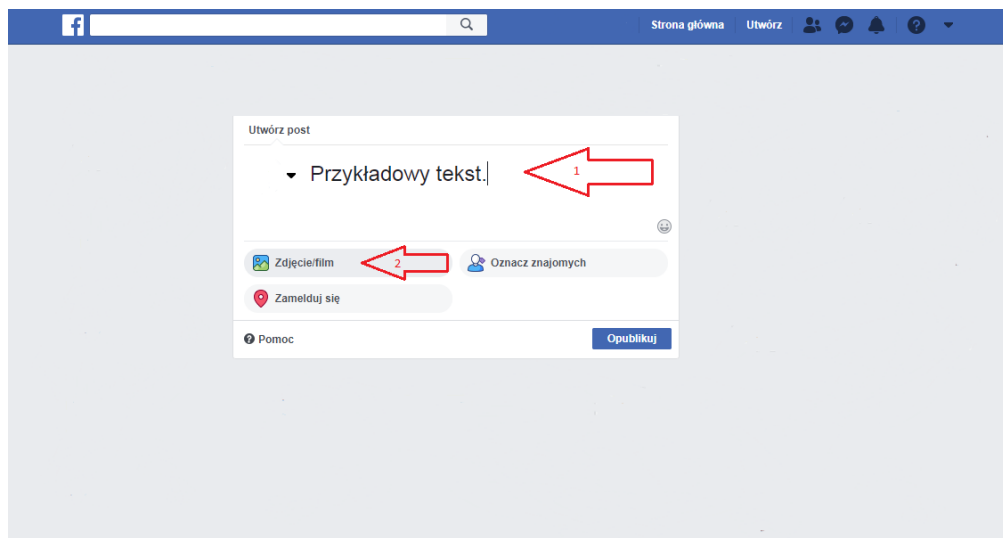 Strona główna Utwórz
Utwórz post
Przykładowy tekst.
1
Zdjęcie/film
2
Oznacz znajomych
Zamelduj się
Pomoc
Opublikuj